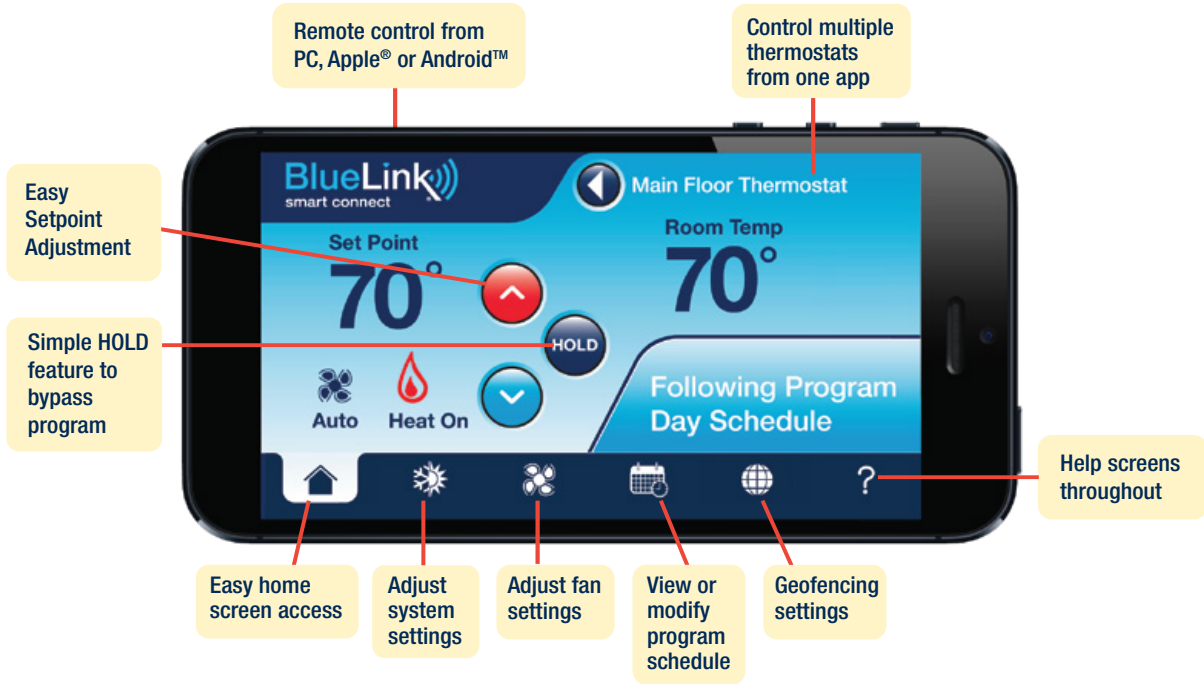 Remote control from
PC, Apple® or Android™
Control multiple
thermostats
from one app
Easy
Setpoint
Adjustment
Simple HOLD
feature to
bypass
program
BlueLink®
smart connect
Main Floor Thermostat
Set Point
70°
Room Temp
70°
HOLD
Auto
Heat On
Following Program
Day Schedule
?
Help screens
throughout
Easy home
screen access
Adjust
system
settings
Adjust fan
settings
View or
modify
program
schedule
Geofencing
settings